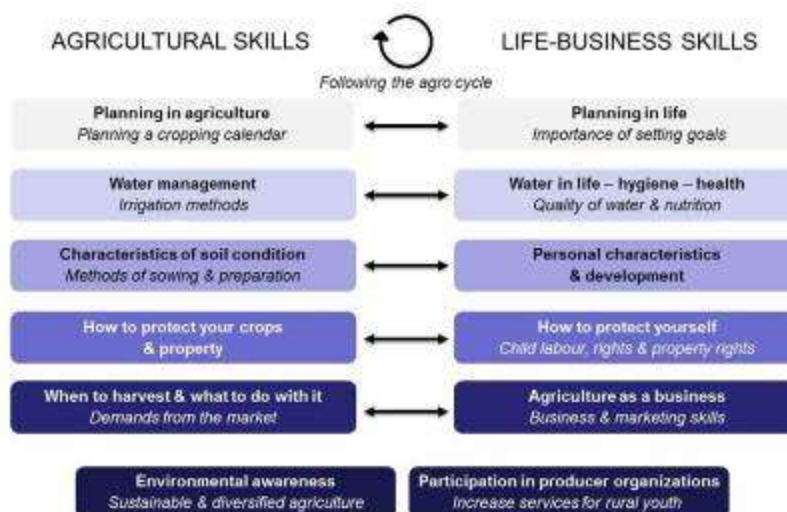 AGRICULTURAL SKILLS
LIFE-BUSINESS SKILLS
Following the agro cycle
Planning in agriculture
Planning a cropping calendar
Planning in life
Importance of setting goals
Water management
Irrigation methods
Water in life – hygiene – health
Quality of water & nutrition
Characteristics of soil condition
Methods of sowing & preparation
Personal characteristics
& development
How to protect your crops
& property
How to protect yourself
Child labour, rights & property rights
When to harvest & what to do with it
Demands from the market
Agriculture as a business
Business & marketing skills
Environmental awareness
Sustainable & diversified agriculture
Participation in producer organizations
Increase services for rural youth